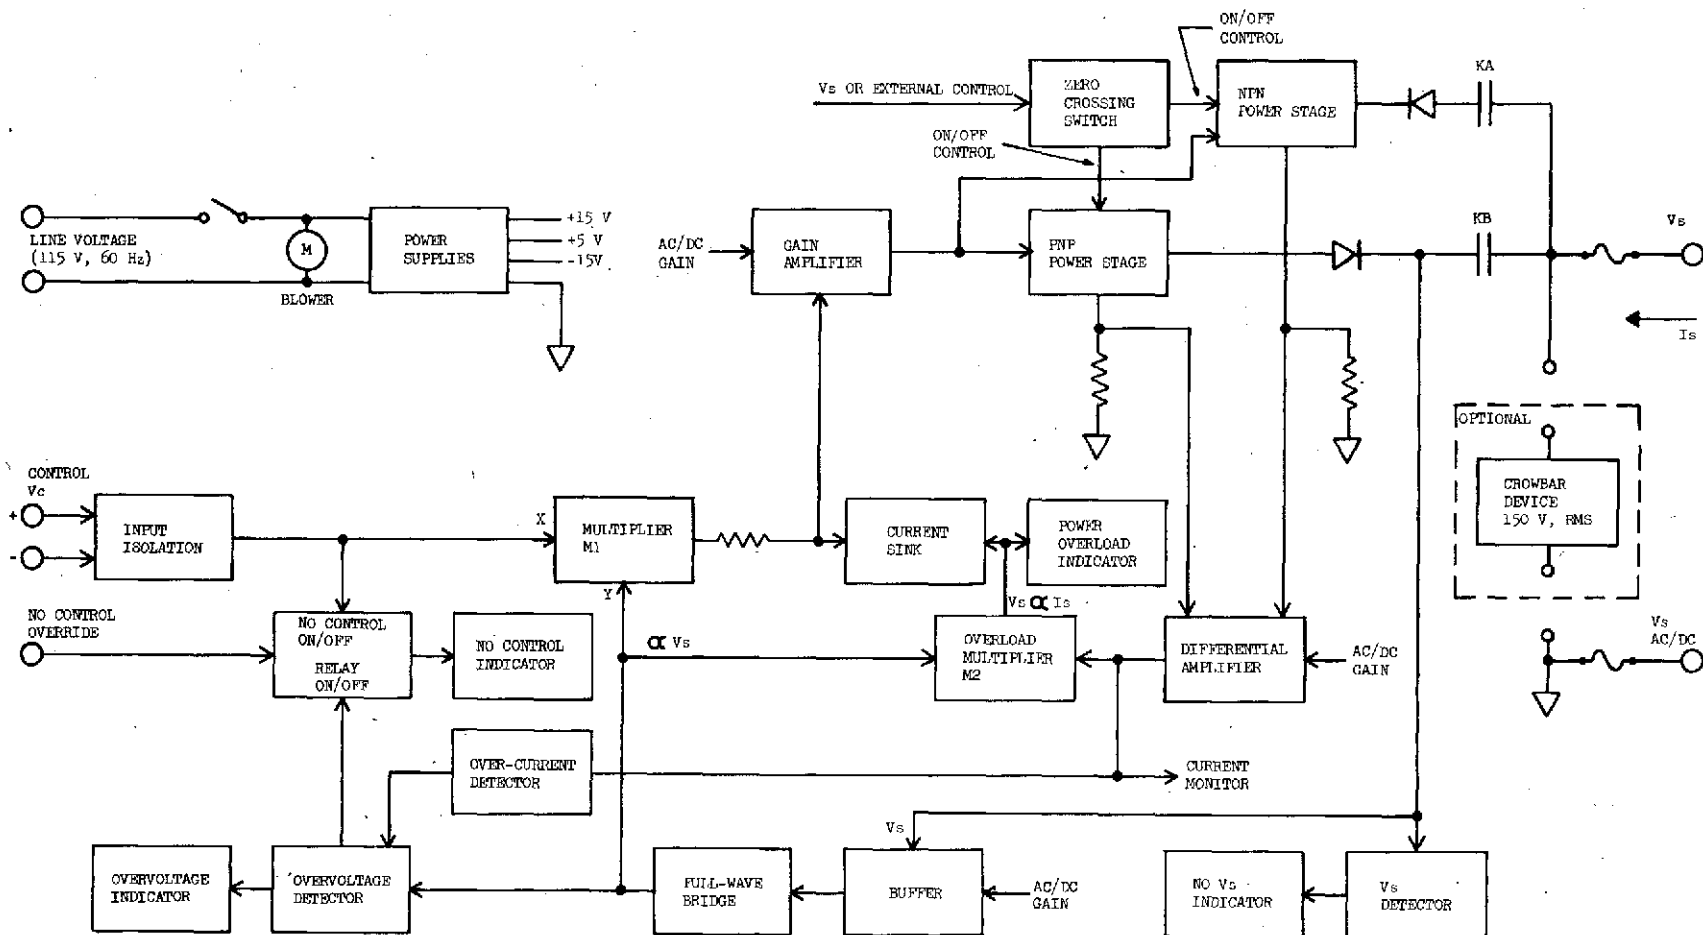 ON/OFF
CONTROL
KA
Vs OR EXTERNAL CONTROL
ZERO
CROSSING
SWITCH
NPN
POWER STAGE
ON/OFF
CONTROL
LINE VOLTAGE
(115 V, 60 Hz)
M
BLOWER
POWER
SUPPLIES
+15 V
+5 V
-15V
AC/DC
GAIN
GAIN
AMPLIFIER
PNP
POWER STAGE
KB
Vs
Is
OPTIONAL
CROWBAR
DEVICE
150 V, RMS
CONTROL
Vc
+
-
INPUT
ISOLATION
X
MULTIPLIER
M1
Y
CURRENT
SINK
POWER
OVERLOAD
INDICATOR
NO CONTROL
OVERRIDE
NO CONTROL
ON/OFF
RELAY
ON/OFF
NO CONTROL
INDICATOR
∝ Vs
Vs ∝ Is
OVERLOAD
MULTIPLIER
M2
DIFFERENTIAL
AMPLIFIER
AC/DC
GAIN
Vs
AC/DC
OVER-CURRENT
DETECTOR
CURRENT
MONITOR
Vs
OVERVOLTAGE
INDICATOR
OVERVOLTAGE
DETECTOR
FULL-WAVE
BRIDGE
BUFFER
AC/DC
GAIN
NO Vs
INDICATOR
Vs
DETECTOR